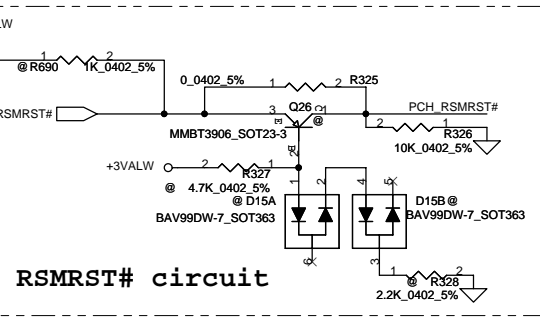 LW
1 2
@ R690 1K_0402_5%
0_0402_5% 1 2 R325
RSMRST# 3 E Q26 C 1 @ PCH_RSMRST#
MMBT3906_SOT23-3
B 2
2 1 R326
10K_0402_5%
+3VALW 2 1 R327
@ 4.7K_0402_5%
@ D15A 1 2 4 5 D15B @
BAV99DW-7_SOT363 BAV99DW-7_SOT363
6 3
1 2
@ R328
2.2K_0402_5%
RSMRST# circuit